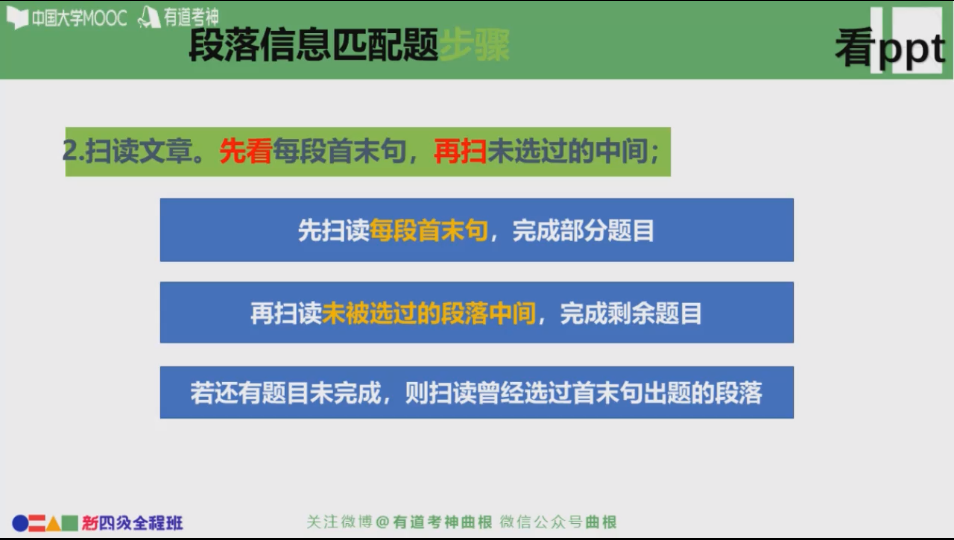 中国大学MOOC 有道考神
段落信息匹配题步骤
看ppt
2.扫读文章。先看每段首末句，再扫未选过的中间；
先扫读每段首末句，完成部分题目
再扫读未被选过的段落中间，完成剩余题目
若还有题目未完成，则扫读曾经选过首末句出题的段落
新四级全程班
关注微博@有道考神曲根 微信公众号曲根